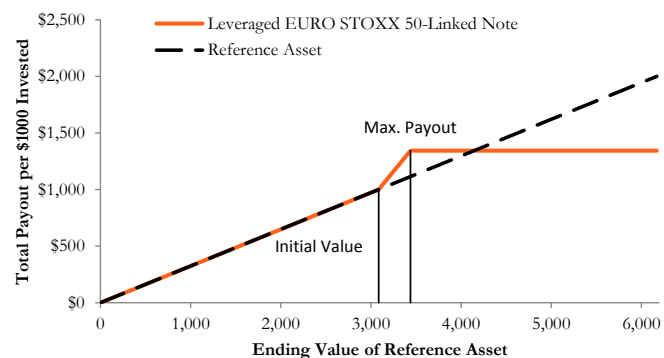 $2,500
$2,000
$1,500
$1,000
$500
$0
Total Payout per $1000 Invested
Leveraged EURO STOXX 50-Linked Note
Reference Asset
Max. Payout
Initial Value
0 1,000 2,000 3,000 4,000 5,000 6,000
Ending Value of Reference Asset